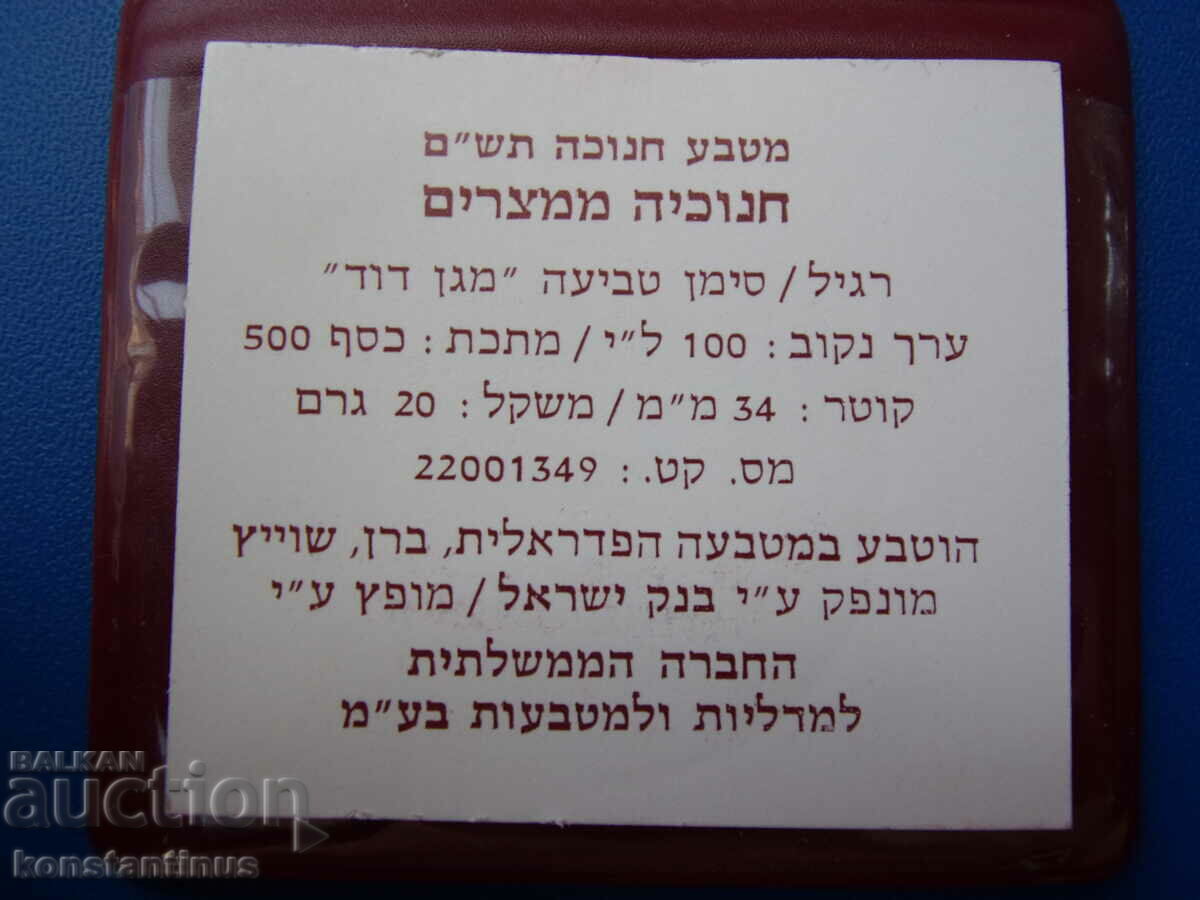 מטבע חנוכה תש״ם
חנוכיה ממצרים
רגיל / סימן טביעה ״מגן דוד״
ערך נקוב : 100 ל״י / מתכת : כסף 500
קוטר : 34 מ״מ / משקל : 20 גרם
מס. קט. : 22001349
הוטבע במטבעה הפדראלית, ברן, שוייץ
מונפק ע״י בנק ישראל / מופץ ע״י
החברה הממשלתית
למדליות ולמטבעות בע״מ
BALKAN
auction
konstantinus